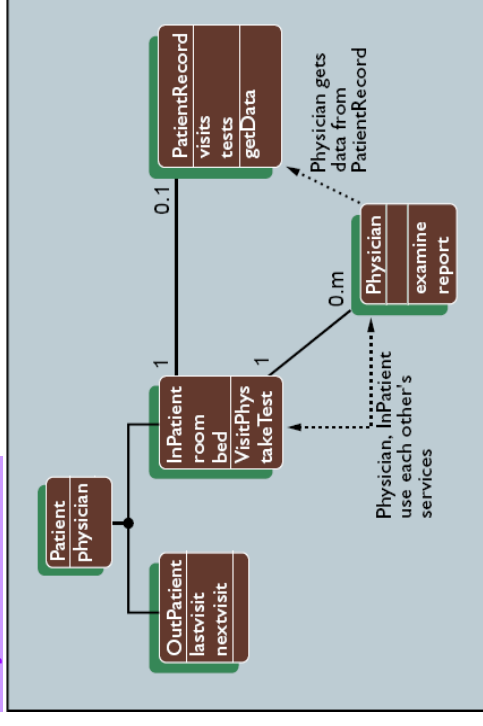 Patient
physician
OutPatient
lastvisit
nextvisit
InPatient
room
bed
VisitPhys
takeTest
1
0.1
PatientRecord
visits
tests
getData
1
0.m
Physician
examine
report
Physician gets
data from
PatientRecord
Physician, InPatient
use each other's
services